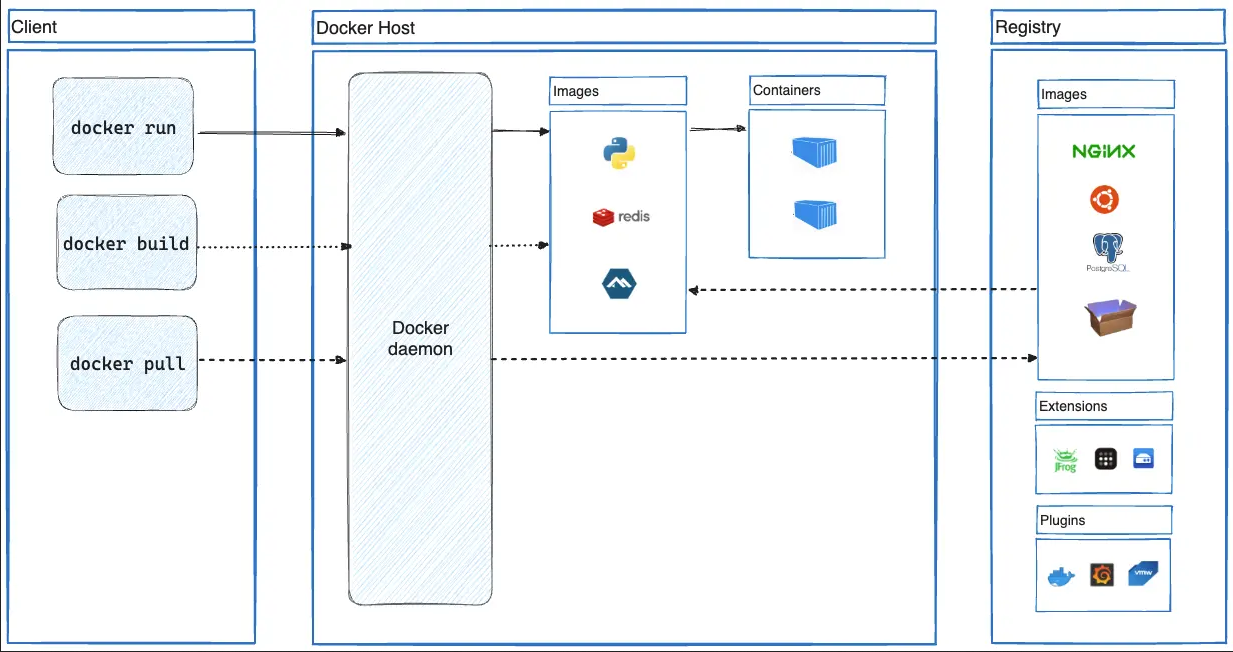 Client
docker run
docker build
docker pull
Docker Host
Docker
daemon
Images
redis
Containers
Registry
Images
NGINX
PostgreSQL
Extensions
JFrog
Plugins
vmw